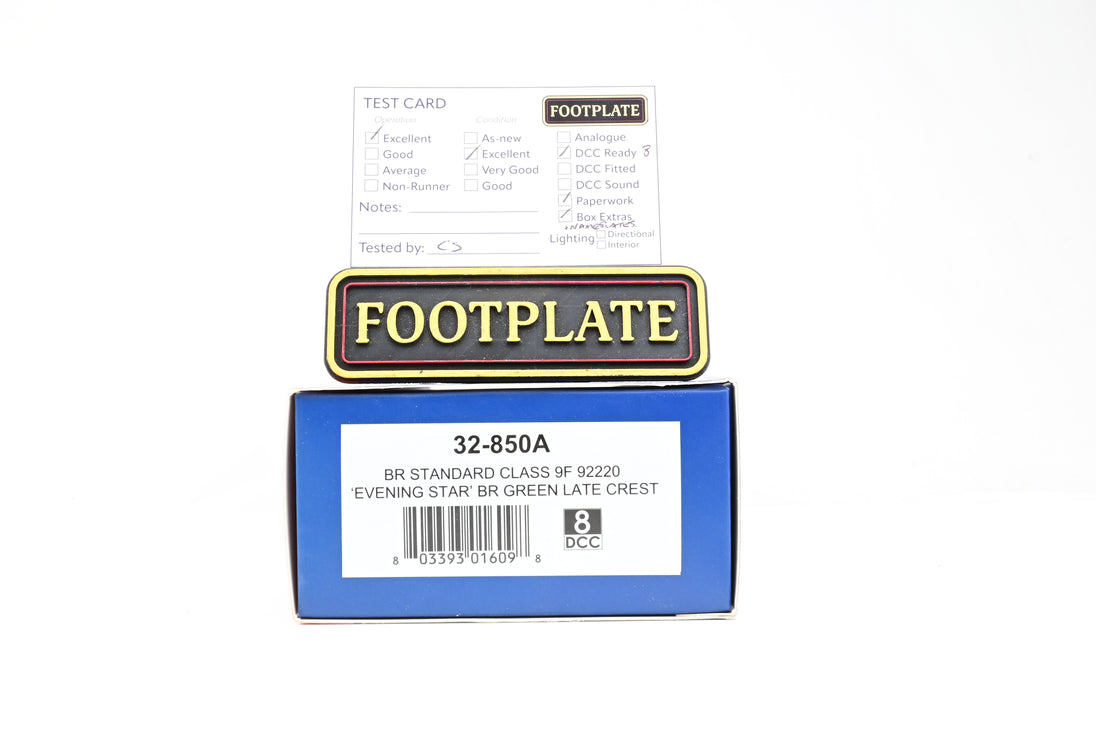 TEST CARD
FOOTPLATE
Operation
Excellent
Good
Average
Non-Runner
Condition
As-new
Excellent
Very Good
Good
Analogue
DCC Ready 8
DCC Fitted
DCC Sound
Paperwork
Box Extras
+NAMEPLATES.
Lighting
Directional
Interior
Notes:
Tested by: CS
FOOTPLATE
32-850A
BR STANDARD CLASS 9F 92220
'EVENING STAR' BR GREEN LATE CREST
8 03393 01609 8
8
DCC